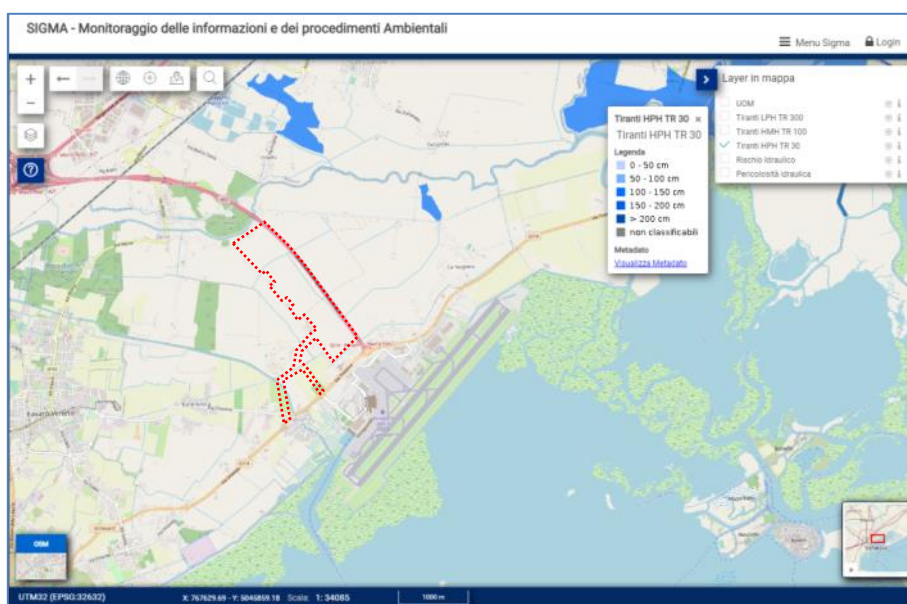 SIGMA - Monitoraggio delle informazioni e dei procedimenti Ambientali
Menu Sigma
Login
Layer in mappa
UOM
Tiranti LPH TR 300
Tiranti HMH TR 100
Tiranti HPH TR 30
Rischio Idraulico
Pericolosità idraulica
Tiranti HPH TR 30 ×
Tiranti HPH TR 30
Legenda
0 - 50 cm
50 - 100 cm
100 - 150 cm
150 - 200 cm
> 200 cm
non classificabili
Metadato
Visualizza Metadato
Favaro Veneto
OSM
UTM32 (EPSG:32632)
X: 767629.69 - Y: 5045859.18 Scala: 1: 34085
1000 m